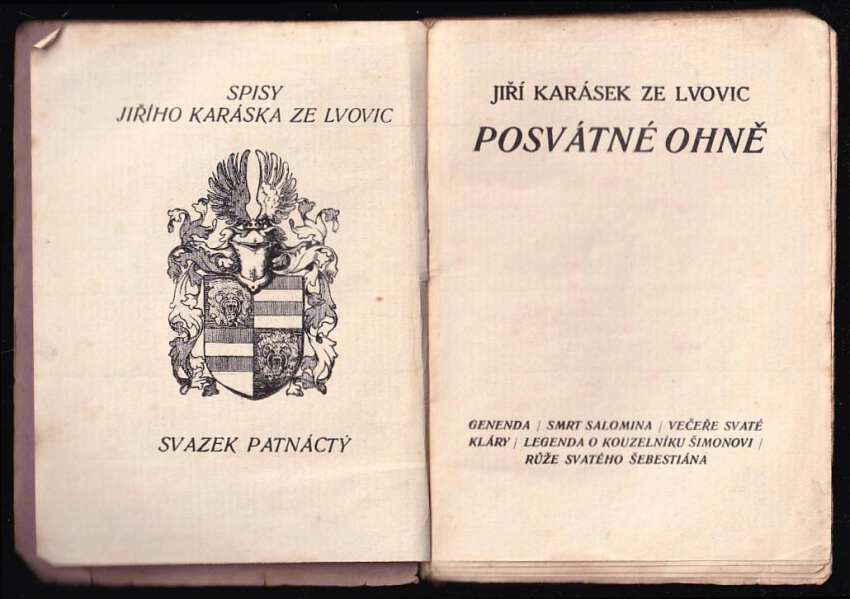 SPISY
JIŘÍHO KARÁSKA ZE LVOVIC
SVAZEK PATNÁCTÝ
JIŘÍ KARÁSEK ZE LVOVIC
POSVÁTNÉ OHNĚ
GENENDA / SMRT SALOMINA / VEČEŘE SVATÉ
KLÁRY / LEGENDA O KOUZELNÍKU ŠIMONOVI /
RŮŽE SVATÉHO ŠEBESTIÁNA